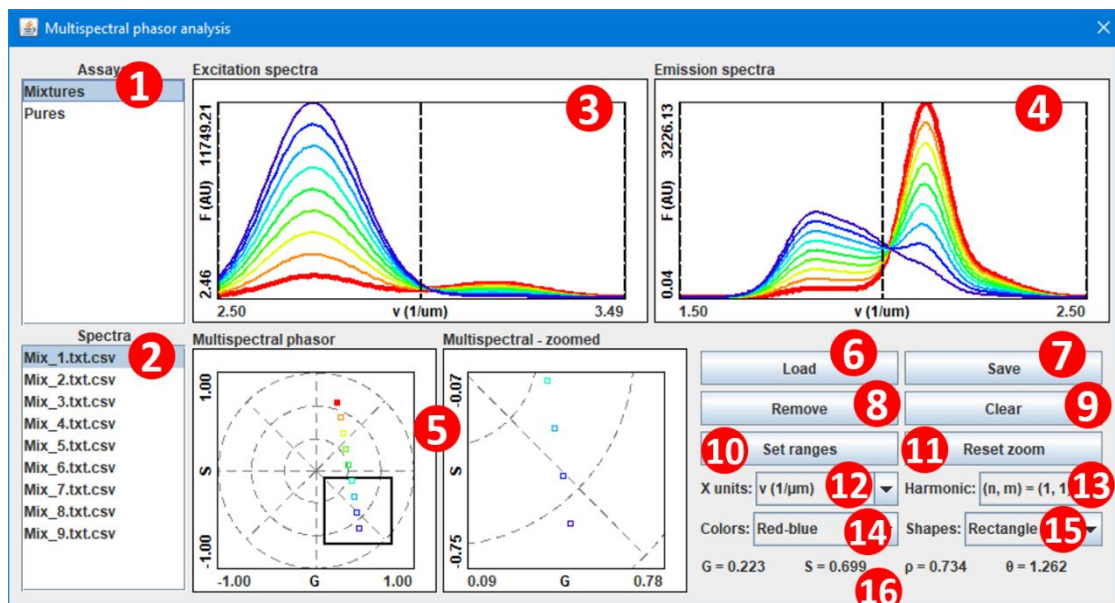 Multispectral phasor analysis
Assays
1
Mixtures
Pures
Excitation spectra
3
F (AU) 11749.21
2.46
2.50 v (1/um) 3.49
Emission spectra
4
F (AU) 3226.13
0.04
1.50 v (1/um) 2.50
Spectra
2
Mix_1.txt.csv
Mix_2.txt.csv
Mix_3.txt.csv
Mix_4.txt.csv
Mix_5.txt.csv
Mix_6.txt.csv
Mix_7.txt.csv
Mix_8.txt.csv
Mix_9.txt.csv
Multispectral phasor
1.00
S
-1.00
-1.00 G 1.00
5
Multispectral - zoomed
-0.07
S
-0.75
0.09 G 0.78
6 7
Load Save
Remove 8 Clear 9
10 Set ranges 11 Reset zoom
X units: v (1/µm) 12 Harmonic: (n, m) = (1, 1 13
Colors: Red-blue 14 Shapes: Rectangle 15
G = 0.223 S = 0.699 ρ = 0.734 θ = 1.262
16